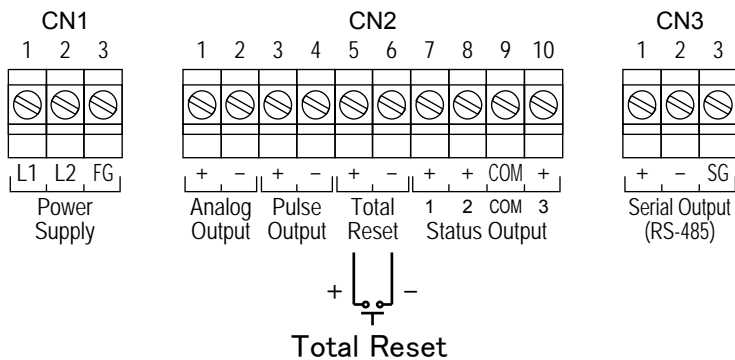 CN1 CN2 CN3
1 2 3 1 2 3 4 5 6 7 8 9 10 1 2 3
L1 L2 FG + − + − + − + + COM + + − SG
Power Supply
Analog Output
Pulse Output
Total Reset
1 2 COM 3
Status Output
Serial Output
(RS-485)
+ −
Total Reset